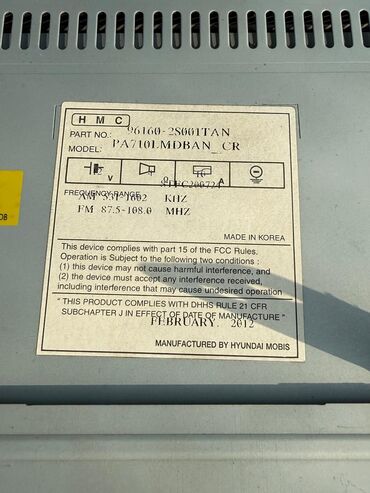 H M C
PART NO.: 96160-2S001TAN
MODEL: PA710LMDBAN_CR
V
FREQUENCY RANGE
AM 531-1602 KHZ
FM 87.5-108.0 MHZ
MADE IN KOREA
This device complies with part 15 of the FCC Rules.
Operation is Subject to the following two conditions :
(1) this device may not cause harmful interference, and
(2) the device must accept any interference received,
including interference that may cause undesired operation
" THIS PRODUCT COMPLIES WITH DHHS RULE 21 CFR
SUBCHAPTER J IN EFFECT OF DATE OF MANUFACTURE "
FEBRUARY. 2012
MANUFACTURED BY HYUNDAI MOBIS